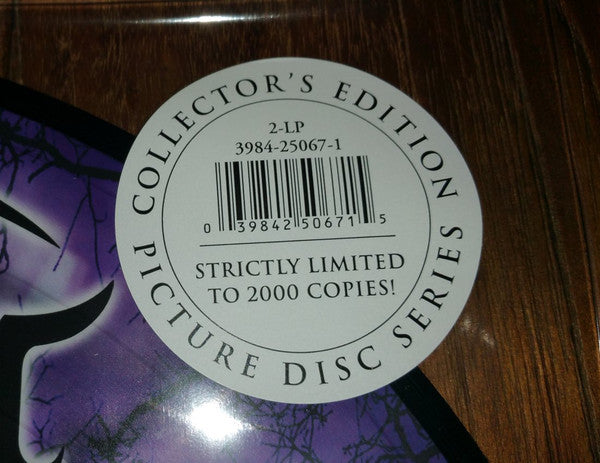 COLLECTOR'S EDITION
2-LP
3984-25067-1
0 39842 50671 5
STRICTLY LIMITED
TO 2000 COPIES!
PICTURE DISC SERIES